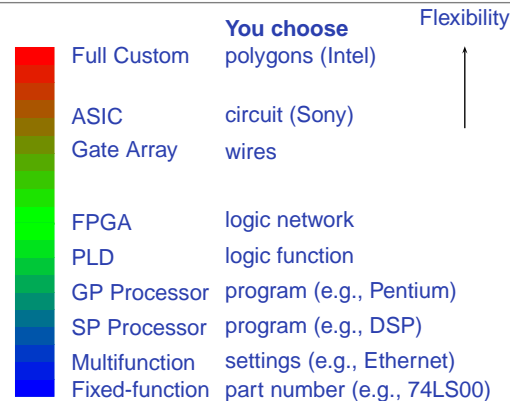 Flexibility
You choose
Full Custom polygons (Intel)
ASIC circuit (Sony)
Gate Array wires
FPGA logic network
PLD logic function
GP Processor program (e.g., Pentium)
SP Processor program (e.g., DSP)
Multifunction settings (e.g., Ethernet)
Fixed-function part number (e.g., 74LS00)